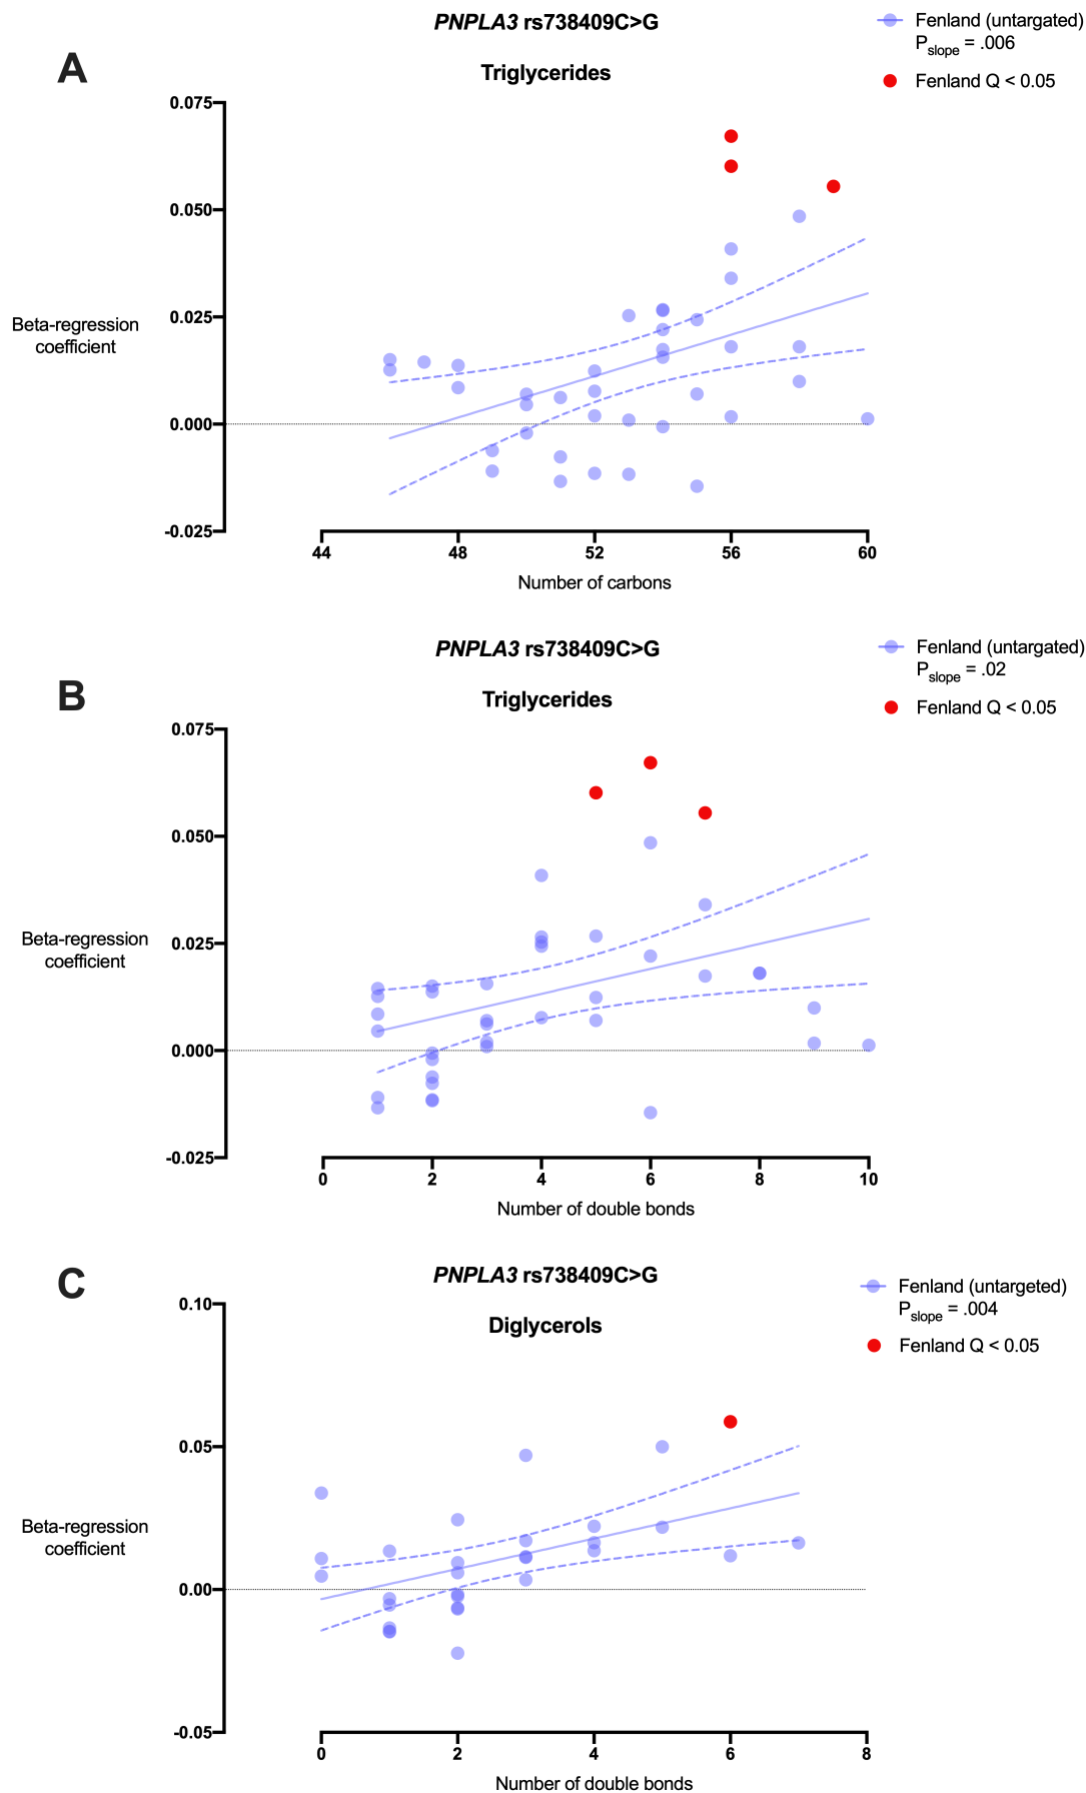 A
PNPLA3 rs738409C>G
Triglycerides
Fenland (untargated)
Pslope = .006
Fenland Q < 0.05
0.075
0.050
0.025
0.000
-0.025
Beta-regression
coefficient
44 48 52 56 60
Number of carbons
B
PNPLA3 rs738409C>G
Triglycerides
Fenland (untargated)
Pslope = .02
Fenland Q < 0.05
0.075
0.050
0.025
0.000
-0.025
Beta-regression
coefficient
0 2 4 6 8 10
Number of double bonds
C
PNPLA3 rs738409C>G
Diglycerols
Fenland (untargeted)
Pslope = .004
Fenland Q < 0.05
0.10
0.05
0.00
-0.05
Beta-regression
coefficient
0 2 4 6 8
Number of double bonds